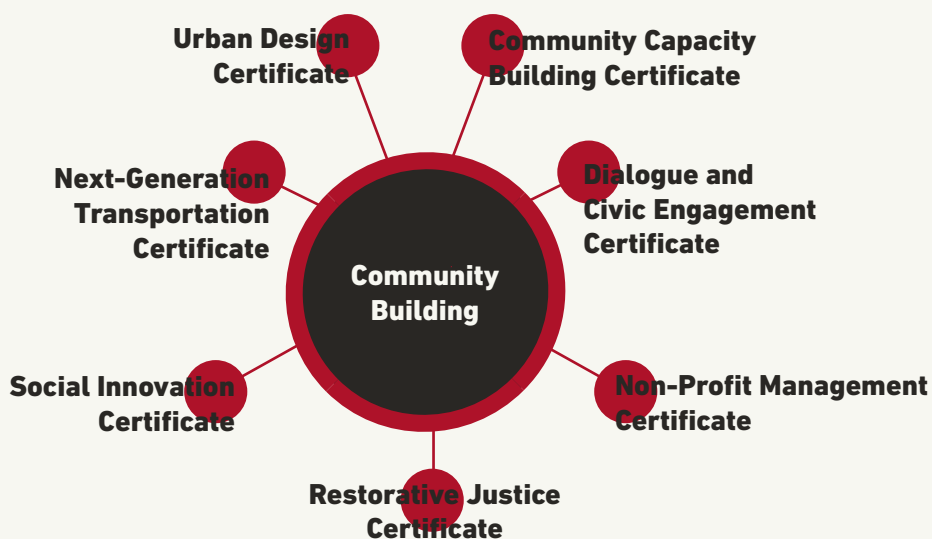 Urban Design
Certificate
Community Capacity
Building Certificate
Next-Generation
Transportation
Certificate
Dialogue and
Civic Engagement
Certificate
Community
Building
Social Innovation
Certificate
Non-Profit Management
Certificate
Restorative Justice
Certificate